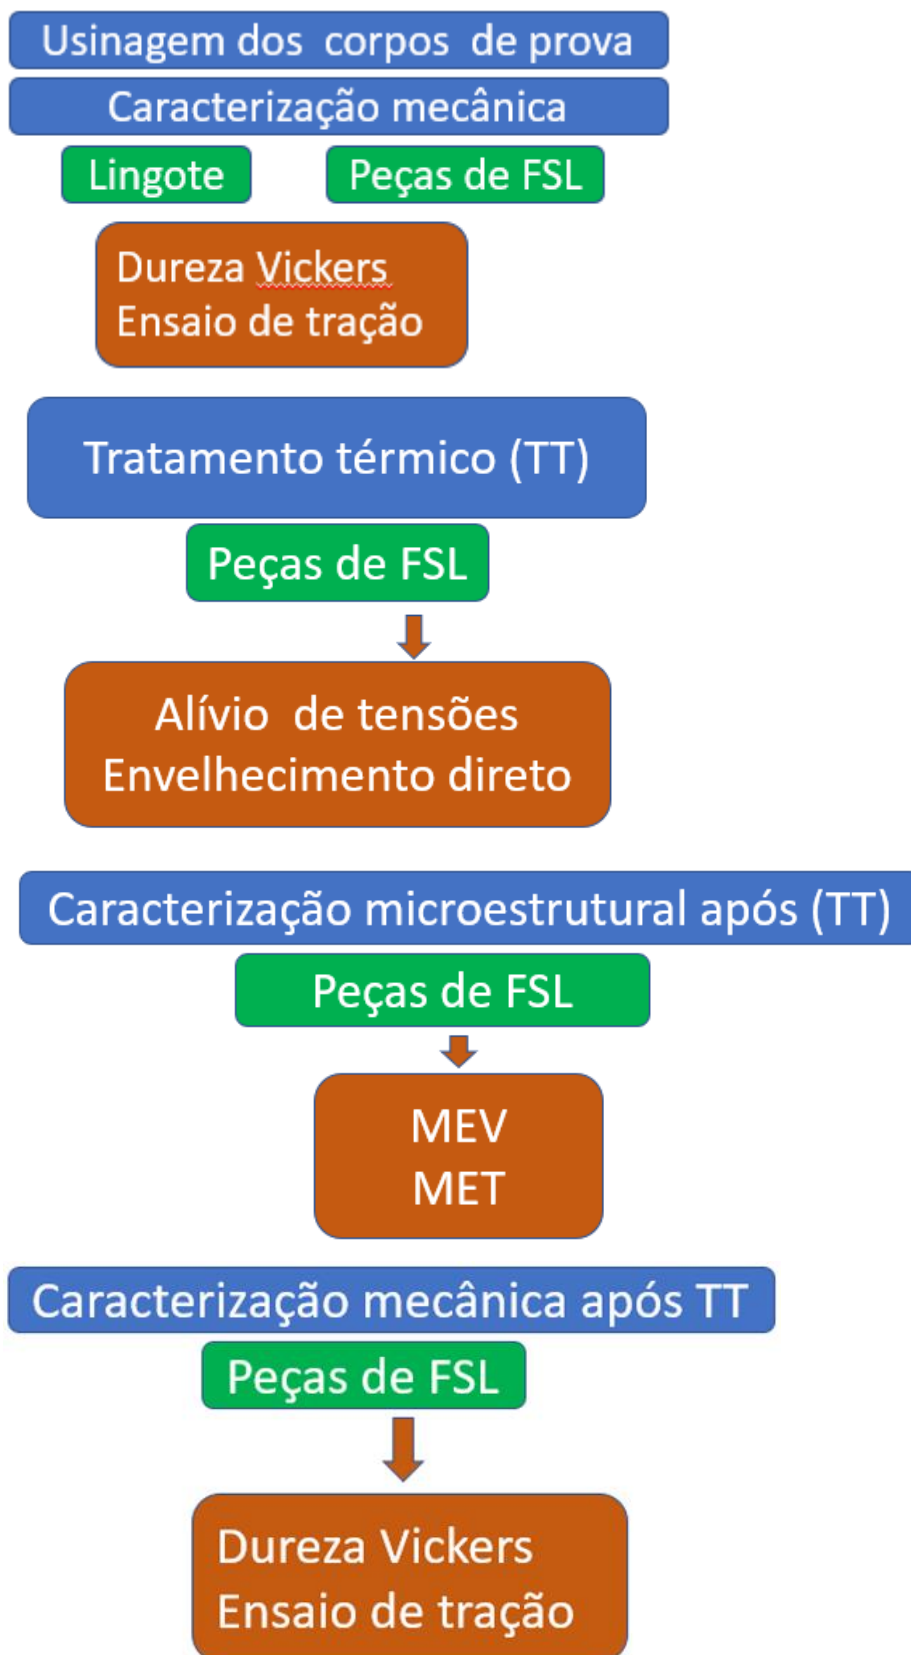 Usinagem dos corpos de prova
Caracterização mecânica
Lingote
Peças de FSL
Dureza Vickers
Ensaio de tração
Tratamento térmico (TT)
Peças de FSL
Alívio de tensões
Envelhecimento direto
Caracterização microestrutural após (TT)
Peças de FSL
MEV
MET
Caracterização mecânica após TT
Peças de FSL
Dureza Vickers
Ensaio de tração